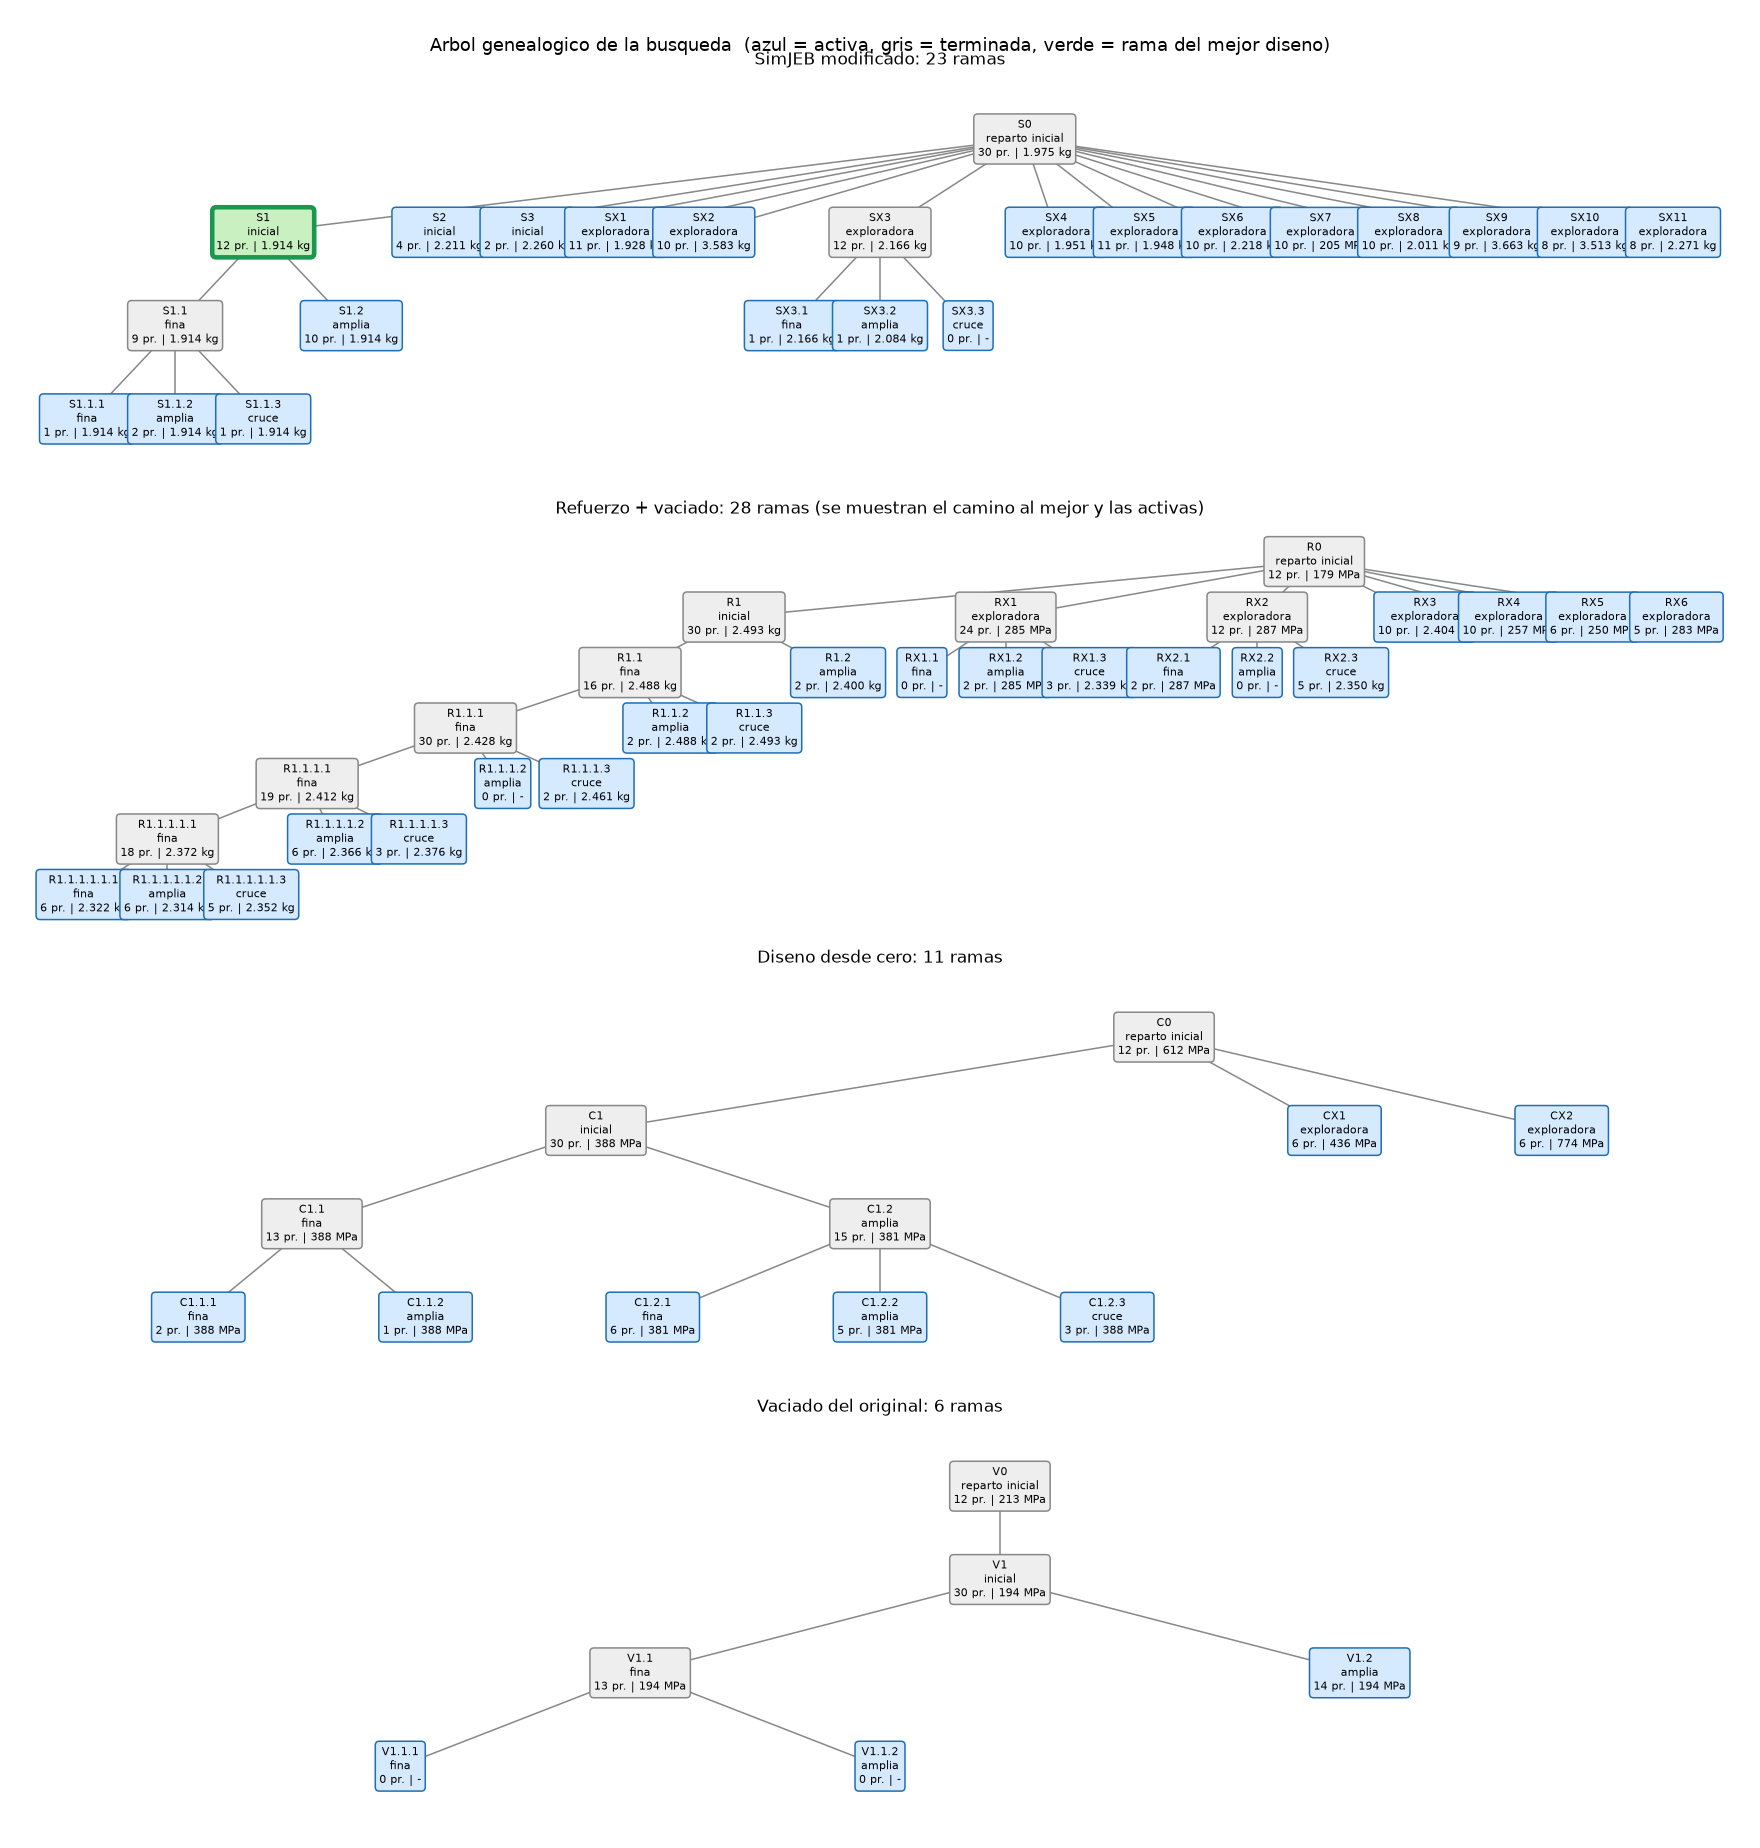 Arbol genealogico de la busqueda  (azul = activa, gris = terminada, verde = rama del mejor diseno)
SimJEB modificado: 23 ramas
S0
reparto inicial
30 pr. | 1.975 kg
S1
inicial
12 pr. | 1.914 kg
S2
inicial
4 pr. | 2.211 kg
S3
inicial
2 pr. | 2.260 k
SX1
exploradora
11 pr. | 1.928 k
SX2
exploradora
10 pr. | 3.583 kg
SX3
exploradora
12 pr. | 2.166 kg
SX4
exploradora
10 pr. | 1.951 k
SX5
exploradora
11 pr. | 1.948 k
SX6
exploradora
10 pr. | 2.218 k
SX7
exploradora
10 pr. | 205 MP
SX8
exploradora
10 pr. | 2.011 k
SX9
exploradora
9 pr. | 3.663 kg
SX10
exploradora
8 pr. | 3.513 kg
SX11
exploradora
8 pr. | 2.271 kg
S1.1
fina
9 pr. | 1.914 kg
S1.2
amplia
10 pr. | 1.914 kg
SX3.1
fina
1 pr. | 2.166 kg
SX3.2
amplia
1 pr. | 2.084 kg
SX3.3
cruce
0 pr. | -
S1.1.1
fina
1 pr. | 1.914 kg
S1.1.2
amplia
2 pr. | 1.914 kg
S1.1.3
cruce
1 pr. | 1.914 kg
Refuerzo + vaciado: 28 ramas (se muestran el camino al mejor y las activas)
R0
reparto inicial
12 pr. | 179 MPa
R1
inicial
30 pr. | 2.493 kg
RX1
exploradora
24 pr. | 285 MPa
RX2
exploradora
12 pr. | 287 MPa
RX3
exploradora
10 pr. | 2.404
RX4
exploradora
10 pr. | 257 MP
RX5
exploradora
6 pr. | 250 MPa
RX6
exploradora
5 pr. | 283 MPa
R1.1
fina
16 pr. | 2.488 kg
R1.2
amplia
2 pr. | 2.400 kg
RX1.1
fina
0 pr. | -
RX1.2
amplia
2 pr. | 285 MP
RX1.3
cruce
3 pr. | 2.339 k
RX2.1
fina
2 pr. | 287 MPa
RX2.2
amplia
0 pr. | -
RX2.3
cruce
5 pr. | 2.350 kg
R1.1.1
fina
30 pr. | 2.428 kg
R1.1.2
amplia
2 pr. | 2.488 k
R1.1.3
cruce
2 pr. | 2.493 kg
R1.1.1.1
fina
19 pr. | 2.412 kg
R1.1.1.2
amplia
0 pr. | -
R1.1.1.3
cruce
2 pr. | 2.461 kg
R1.1.1.1.1
fina
18 pr. | 2.372 kg
R1.1.1.1.2
amplia
6 pr. | 2.366 k
R1.1.1.1.3
cruce
3 pr. | 2.376 kg
R1.1.1.1.1.1
fina
6 pr. | 2.322 k
R1.1.1.1.1.2
amplia
6 pr. | 2.314 k
R1.1.1.1.1.3
cruce
5 pr. | 2.352 kg
Diseno desde cero: 11 ramas
C0
reparto inicial
12 pr. | 612 MPa
C1
inicial
30 pr. | 388 MPa
CX1
exploradora
6 pr. | 436 MPa
CX2
exploradora
6 pr. | 774 MPa
C1.1
fina
13 pr. | 388 MPa
C1.2
amplia
15 pr. | 381 MPa
C1.1.1
fina
2 pr. | 388 MPa
C1.1.2
amplia
1 pr. | 388 MPa
C1.2.1
fina
6 pr. | 381 MPa
C1.2.2
amplia
5 pr. | 381 MPa
C1.2.3
cruce
3 pr. | 388 MPa
Vaciado del original: 6 ramas
V0
reparto inicial
12 pr. | 213 MPa
V1
inicial
30 pr. | 194 MPa
V1.1
fina
13 pr. | 194 MPa
V1.2
amplia
14 pr. | 194 MPa
V1.1.1
fina
0 pr. | -
V1.1.2
amplia
0 pr. | -